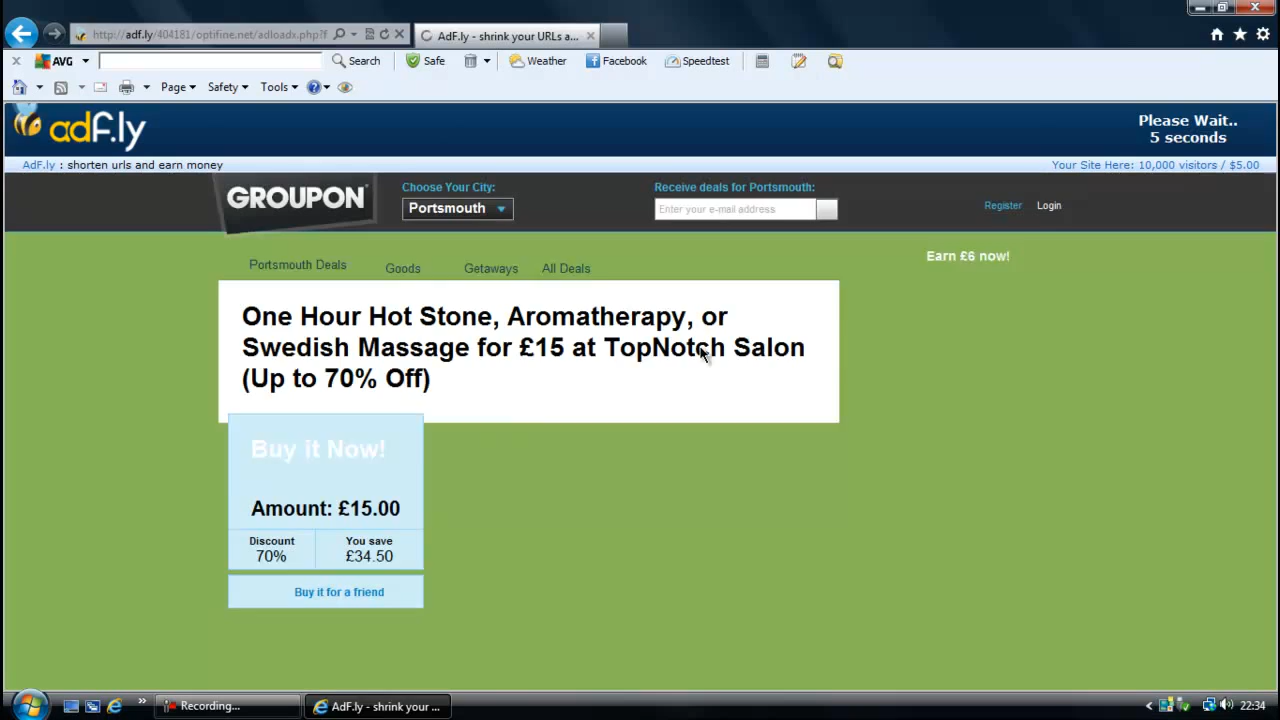 http://adf.ly/404181/optifine.net/adloadx.php?f
AdF.ly - shrink your URLs a...
AVG
Search
Safe
Weather
Facebook
Speedtest
Page
Safety
Tools
adf.ly
Please Wait..
5 seconds
AdF.ly : shorten urls and earn money
Your Site Here: 10,000 visitors / $5.00
GROUPON
Choose Your City:
Portsmouth
Receive deals for Portsmouth:
Enter your e-mail address
Register
Login
Earn £6 now!
Portsmouth Deals
Goods
Getaways
All Deals
One Hour Hot Stone, Aromatherapy, or
Swedish Massage for £15 at TopNotch Salon
(Up to 70% Off)
Buy it Now!
Amount: £15.00
Discount
You save
70%
£34.50
Buy it for a friend
Recording...
AdF.ly - shrink your ...
22:34